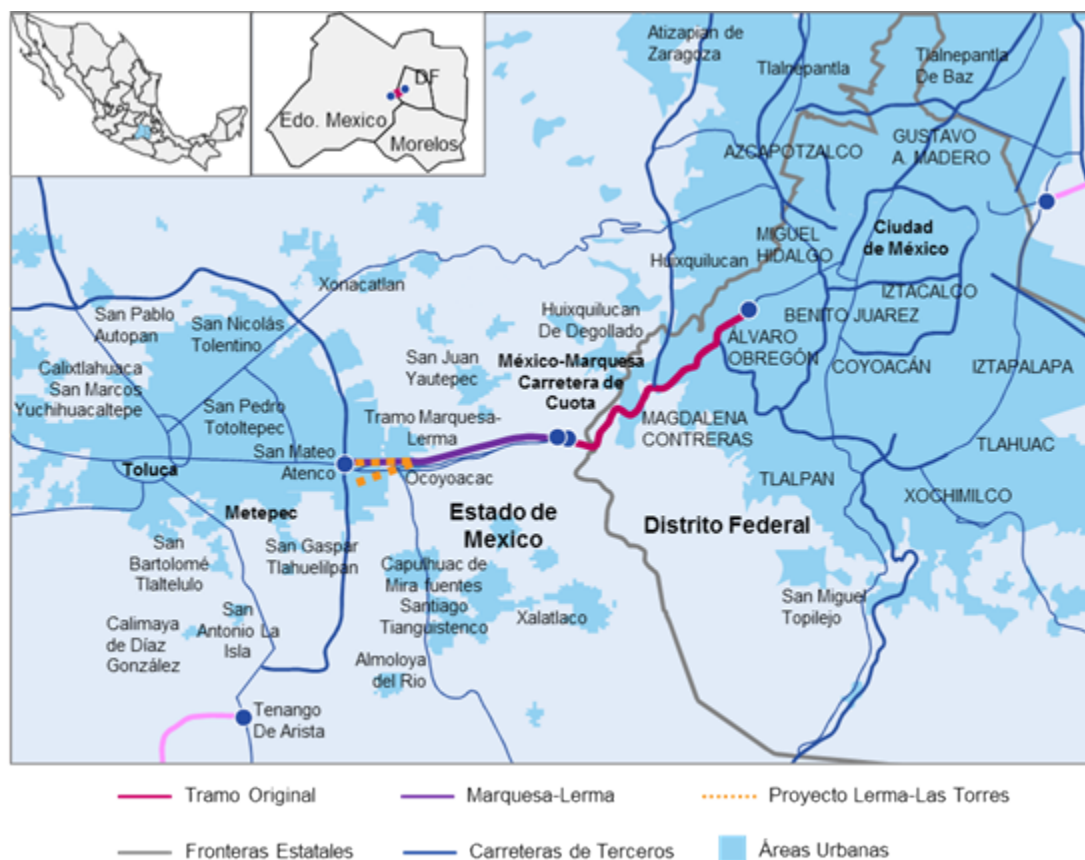 DF
Edo. Mexico
Morelos
Atizapan de
Zaragoza
Tlalnepantla
Tlalnepantla
De Baz
AZCAPOTZALCO
GUSTAVO
A. MADERO
MIGUEL
HIDALGO
Ciudad
de México
Huixquilucan
Xonacatlan
IZTACALCO
San Pablo
Autopan
San Nicolás
Tolentino
Huixquilucan
De Degollado
BENITO JUAREZ
ALVARO
OBREGÓN
COYOACÁN
IZTAPALAPA
Calixtlahuaca
San Marcos
Yuchihuacaltepe
San Juan
Yautepec
México-Marquesa
Carretera de
Cuota
San Pedro
Totoltepec
Tramo Marquesa-
Lerma
MAGDALENA
CONTRERAS
TLAHUAC
San Mateo
Atenco
Toluca
Ocoyoacac
TLALPAN
XOCHIMILCO
Metepec
Estado de
Mexico
Distrito Federal
San
Bartolomé
Tlaltelulo
San Gaspar
Tlahuelilpan
Capulhuac de
Mira fuentes
Santiago
Tianguistenco
Xalatlaco
San Miguel
Topilejo
San
Antonio La
Isla
Calimaya
de Díaz
González
Almoloya
del Rio
Tenango
De Arista
Tramo Original
Marquesa-Lerma
Proyecto Lerma-Las Torres
Fronteras Estatales
Carreteras de Terceros
Áreas Urbanas